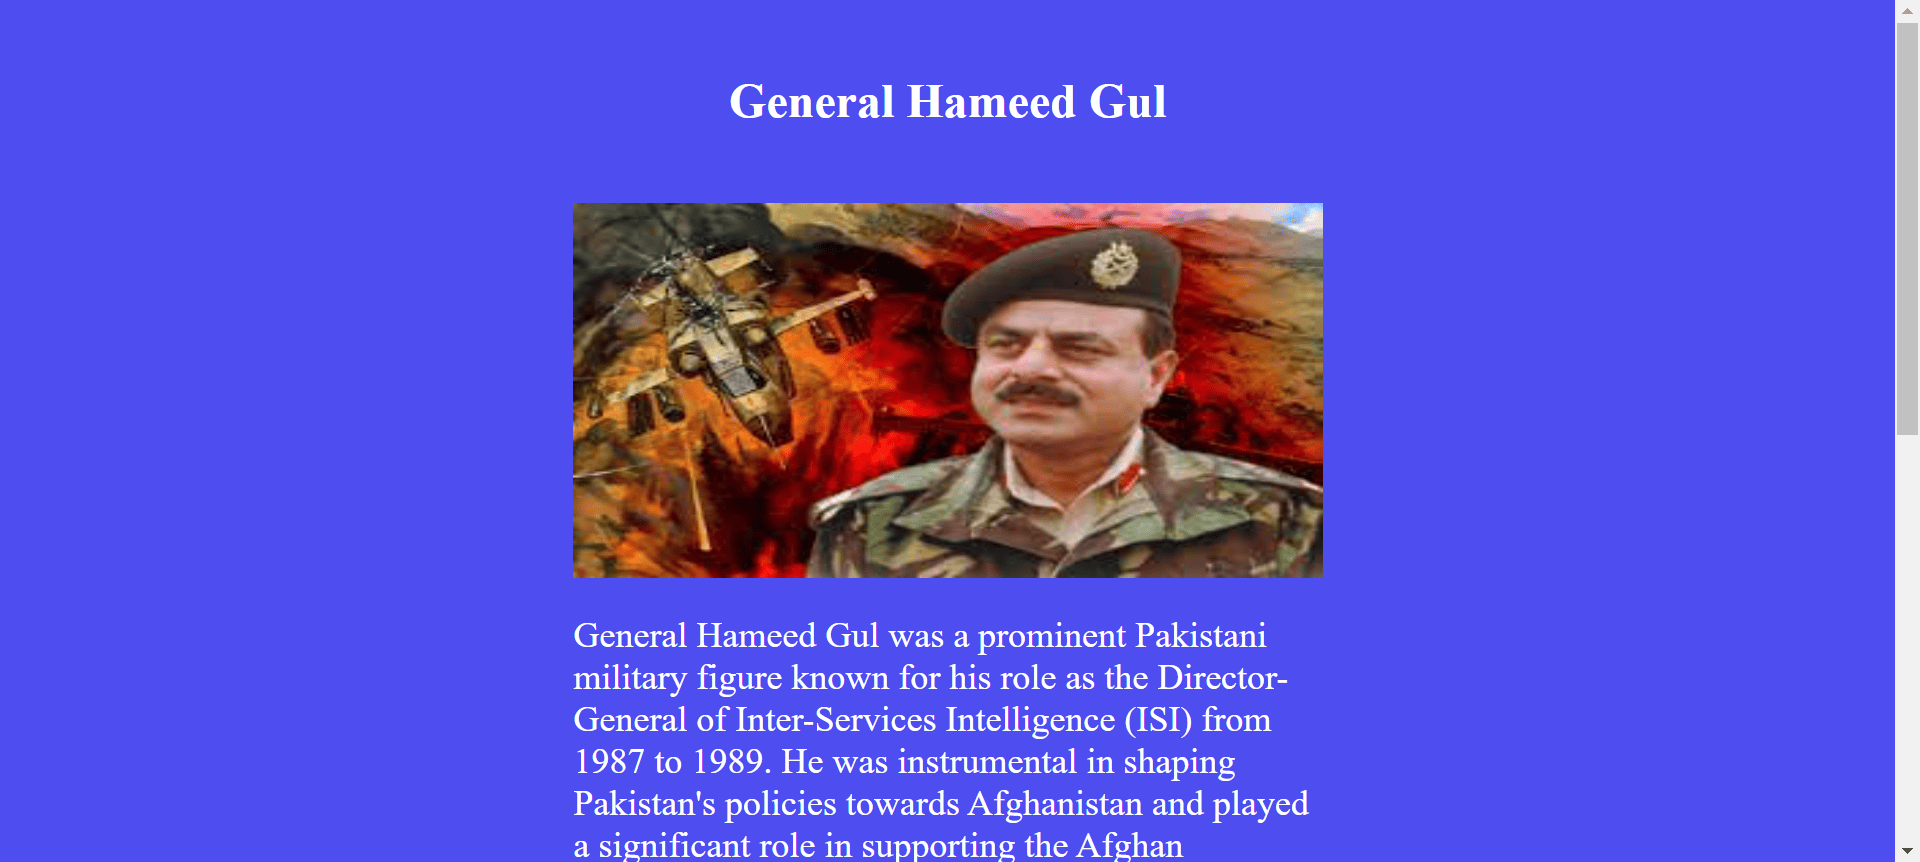 General Hameed Gul
General Hameed Gul was a prominent Pakistani
military figure known for his role as the Director-
General of Inter-Services Intelligence (ISI) from
1987 to 1989. He was instrumental in shaping
Pakistan's policies towards Afghanistan and played
a significant role in supporting the Afghan